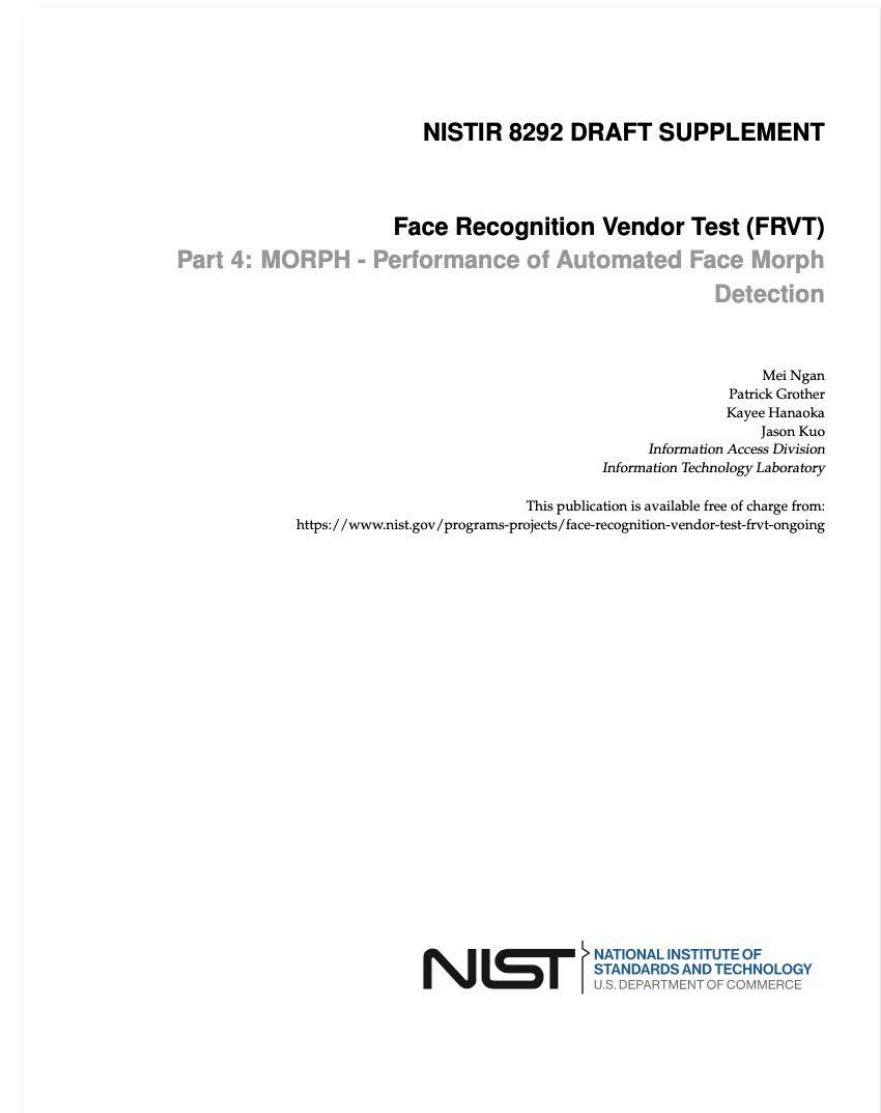 NISTIR 8292 DRAFT SUPPLEMENT
Face Recognition Vendor Test (FRVT)
Part 4: MORPH - Performance of Automated Face Morph
Detection
Mei Ngan
Patrick Grother
Kayee Hanaoka
Jason Kuo
Information Access Division
Information Technology Laboratory
This publication is available free of charge from:
https://www.nist.gov/programs-projects/face-recognition-vendor-test-frvt-ongoing
NIST
NATIONAL INSTITUTE OF
STANDARDS AND TECHNOLOGY
U.S. DEPARTMENT OF COMMERCE